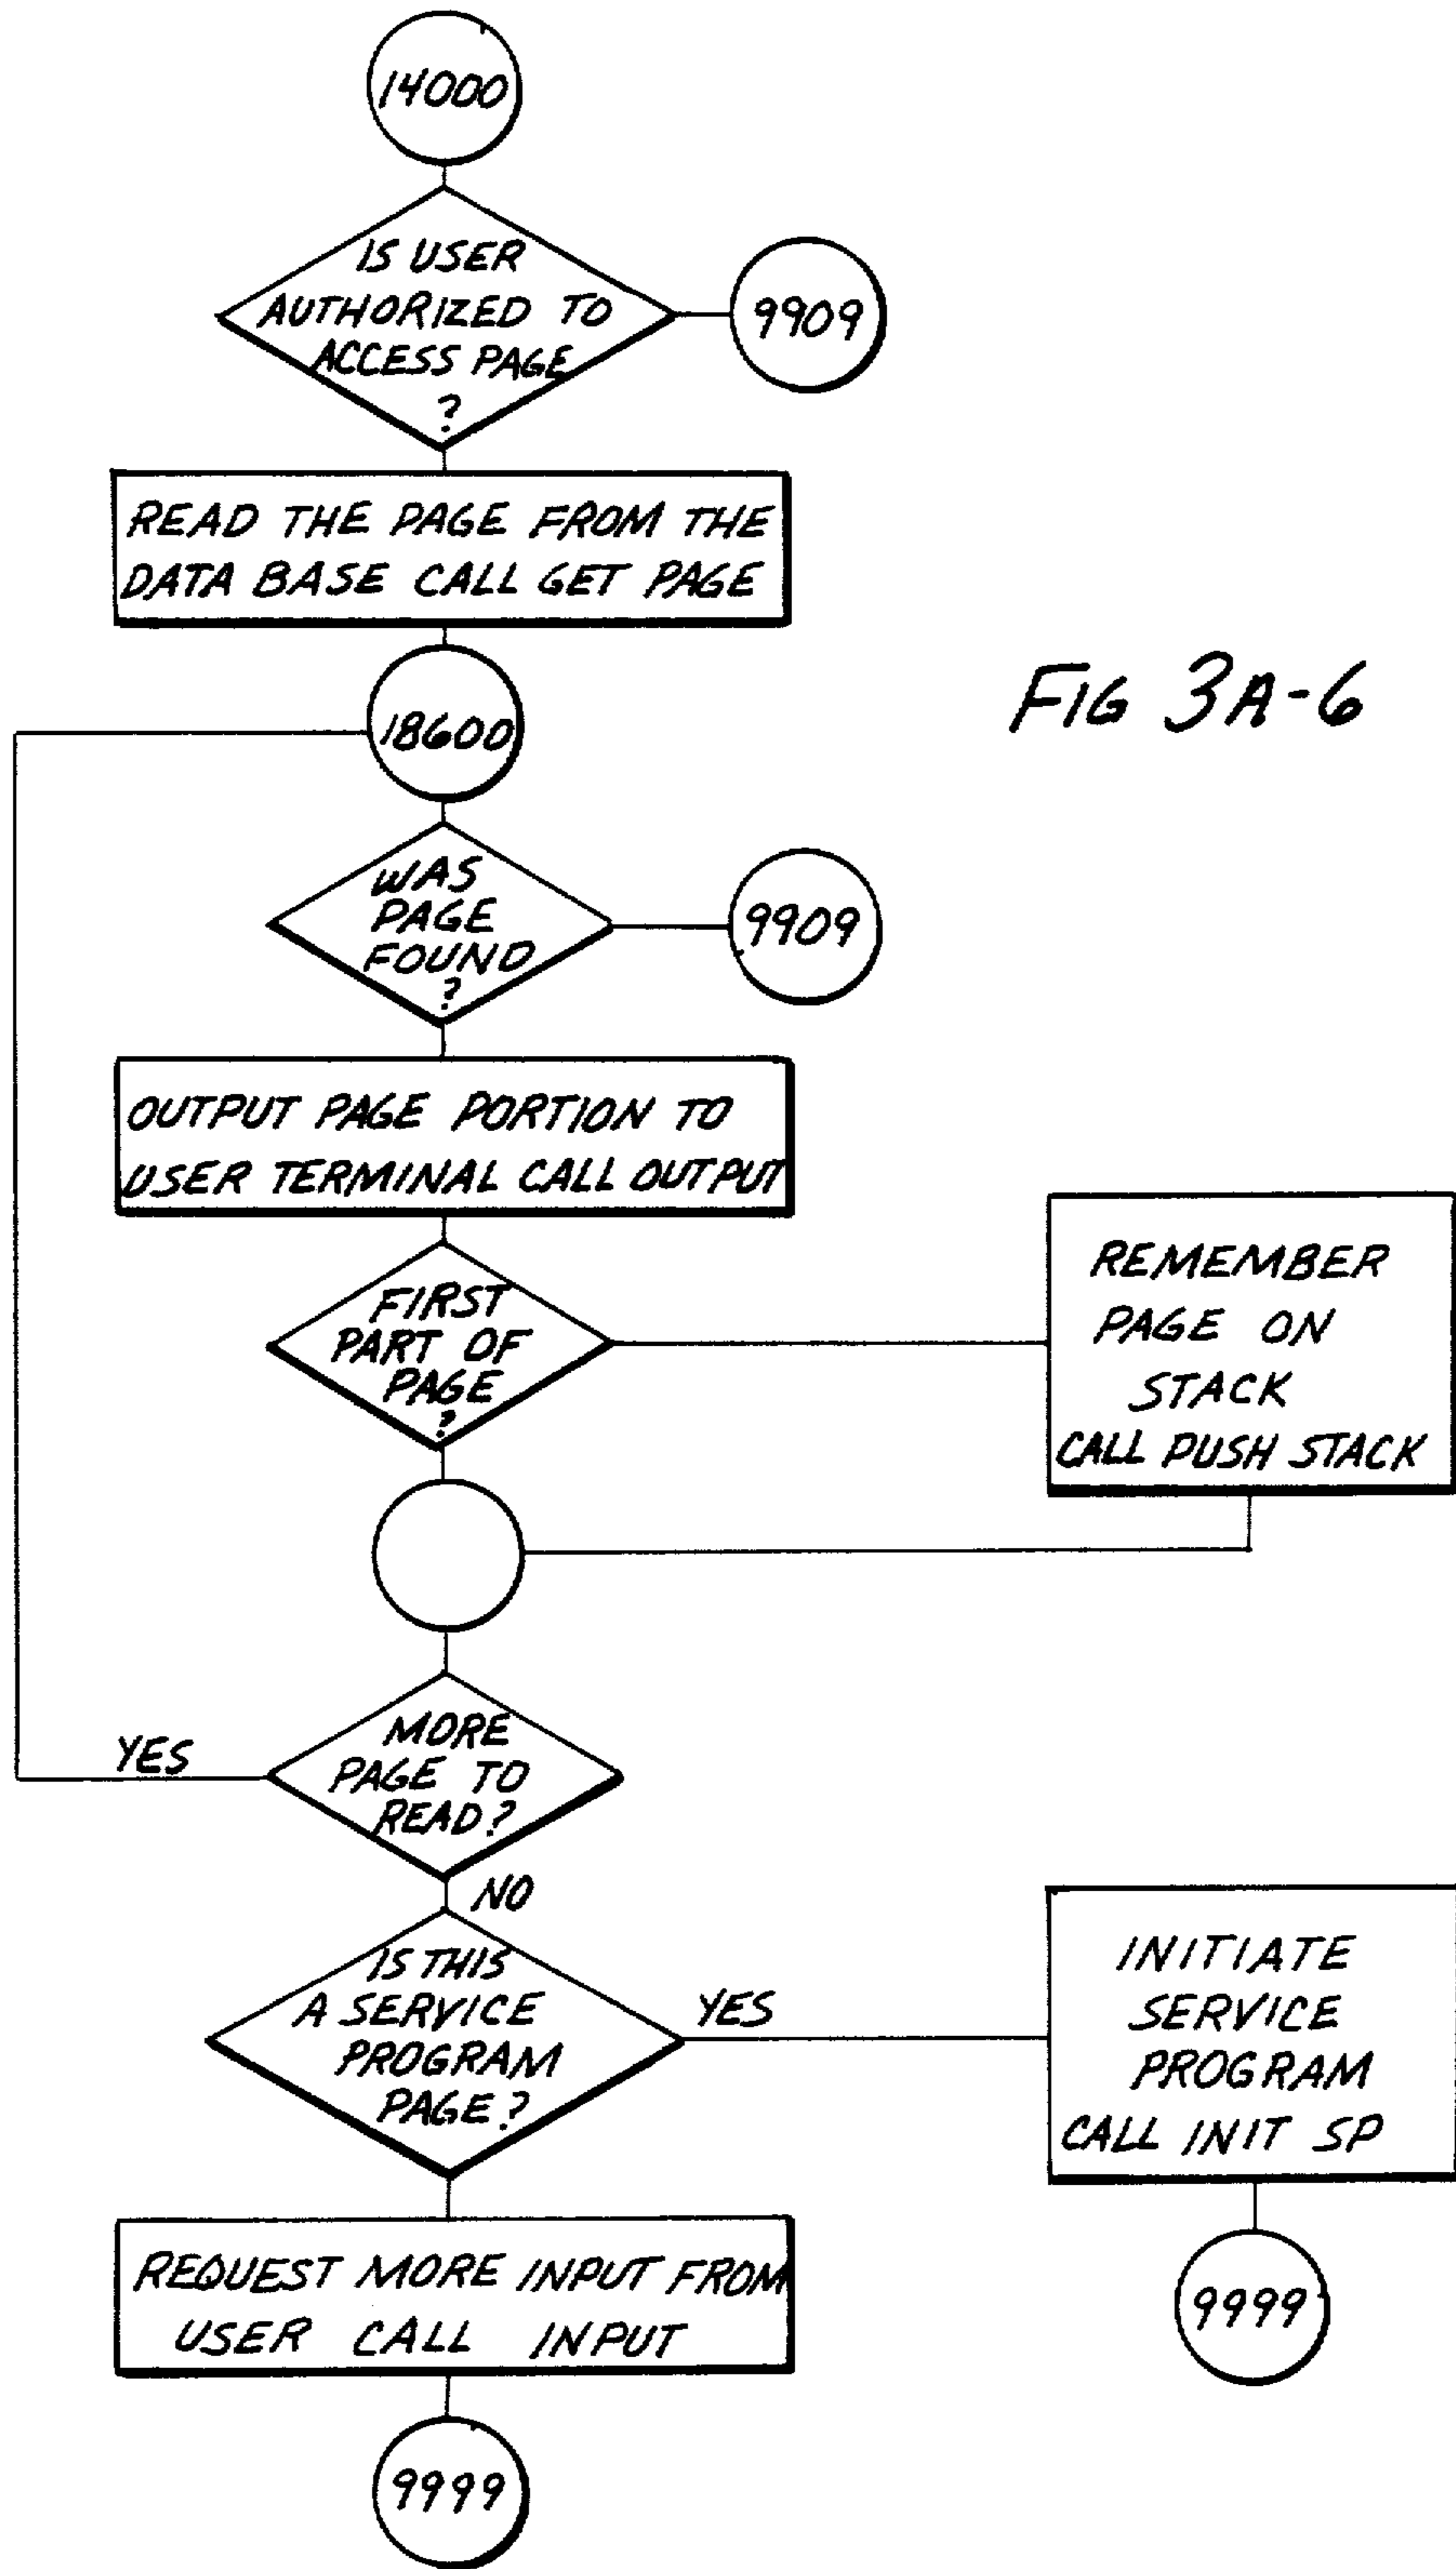 14000
IS USER
AUTHORIZED TO
ACCESS PAGE
?
9909
READ THE PAGE FROM THE
DATA BASE CALL GET PAGE
FIG 3A-6
18600
WAS
PAGE
FOUND
?
9909
OUTPUT PAGE PORTION TO
USER TERMINAL CALL OUTPUT
FIRST
PART OF
PAGE
?
REMEMBER
PAGE ON
STACK
CALL PUSH STACK
MORE
PAGE TO
READ?
YES
NO
IS THIS
A SERVICE
PROGRAM
PAGE?
YES
INITIATE
SERVICE
PROGRAM
CALL INIT SP
REQUEST MORE INPUT FROM
USER CALL INPUT
9999
9999